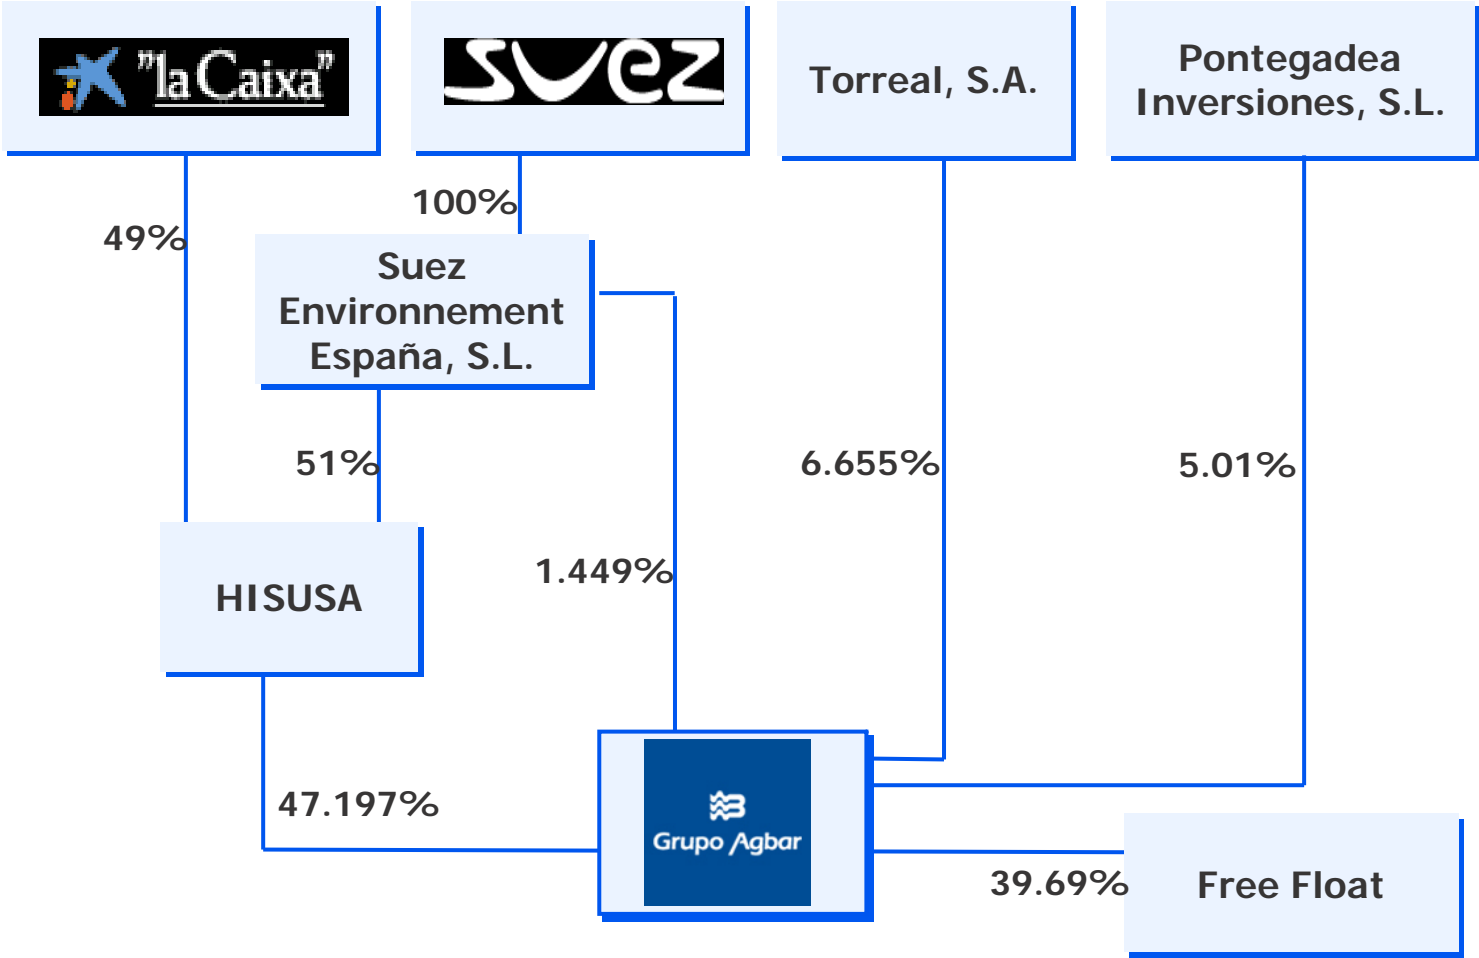 "la Caixa"
SUEZ
Torreal, S.A.
Pontegadea
Inversiones, S.L.
100%
49%
Suez
Environnement
España, S.L.
51%
6.655%
5.01%
1.449%
HISUSA
47.197%
Grupo Agbar
39.69%
Free Float